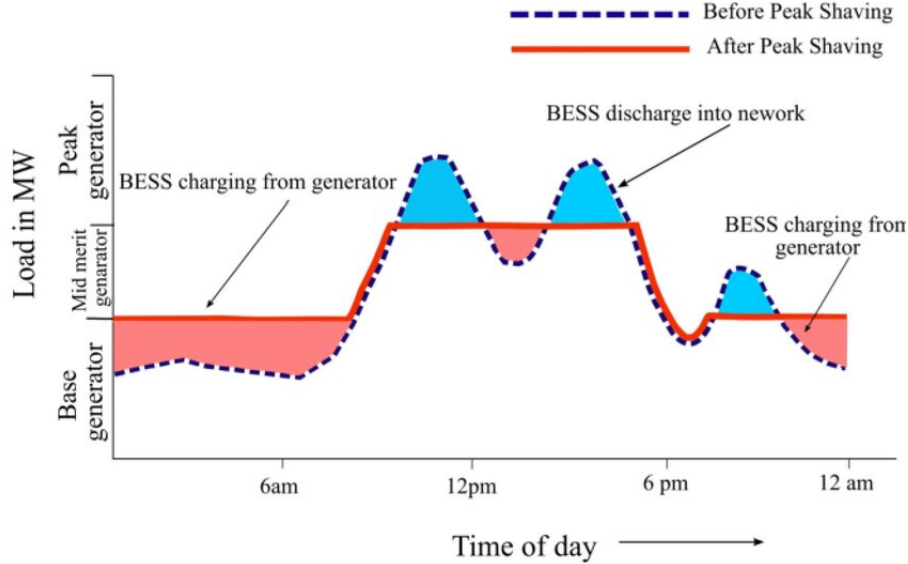 Before Peak Shaving
After Peak Shaving
BESS discharge into nework
BESS charging from generator
BESS charging from
generator
Load in MW
Peak
generator
Mid merit
genarator
Base
generator
6am
12pm
6 pm
12 am
Time of day